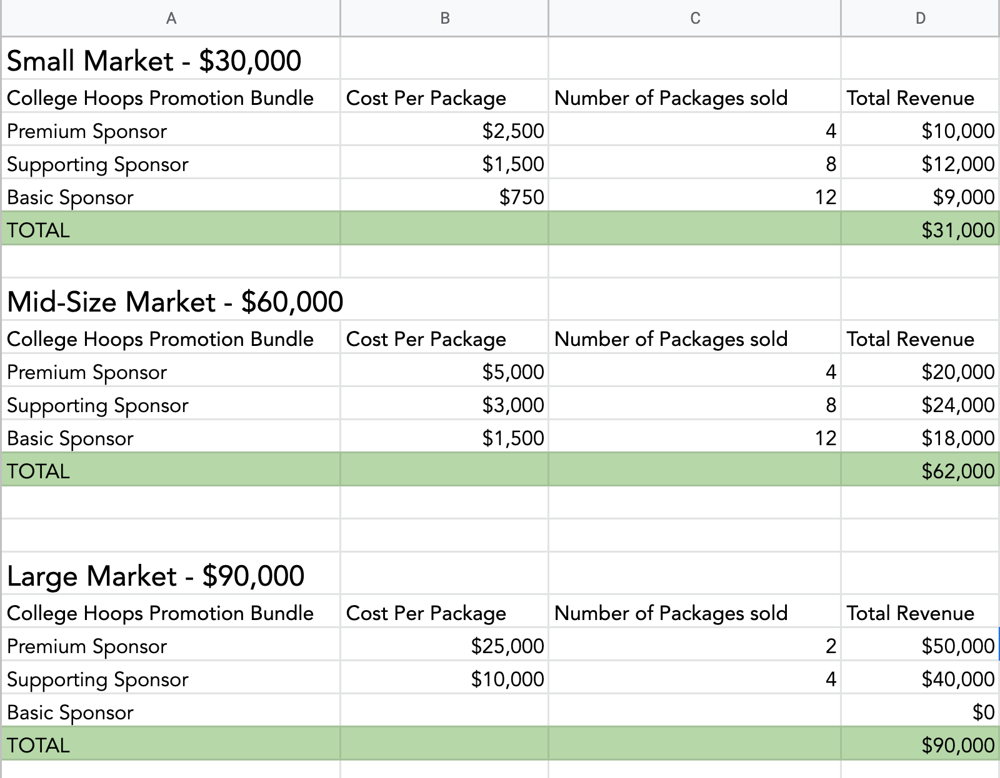 A B C D
Small Market - $30,000
College Hoops Promotion Bundle Cost Per Package Number of Packages sold Total Revenue
Premium Sponsor $2,500 4 $10,000
Supporting Sponsor $1,500 8 $12,000
Basic Sponsor $750 12 $9,000
TOTAL $31,000
Mid-Size Market - $60,000
College Hoops Promotion Bundle Cost Per Package Number of Packages sold Total Revenue
Premium Sponsor $5,000 4 $20,000
Supporting Sponsor $3,000 8 $24,000
Basic Sponsor $1,500 12 $18,000
TOTAL $62,000
Large Market - $90,000
College Hoops Promotion Bundle Cost Per Package Number of Packages sold Total Revenue
Premium Sponsor $25,000 2 $50,000
Supporting Sponsor $10,000 4 $40,000
Basic Sponsor $0
TOTAL $90,000